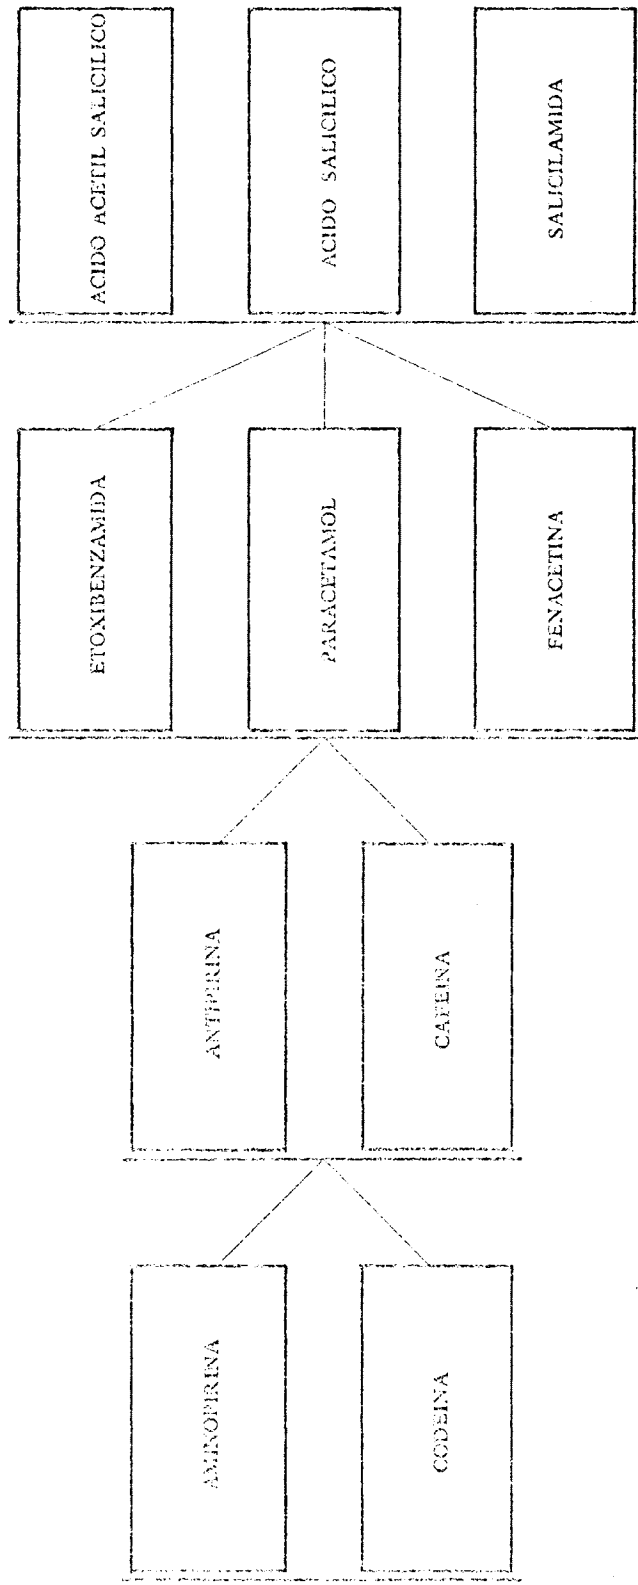 ACIDO ACETIL SALICILICO
ACIDO SALICILICO
SALICILAMIDA
ETOXIBENZAMIDA
PARACETAMOL
FENACETINA
ANTIPIRINA
CAFEINA
AMINOPIRINA
CODEINA